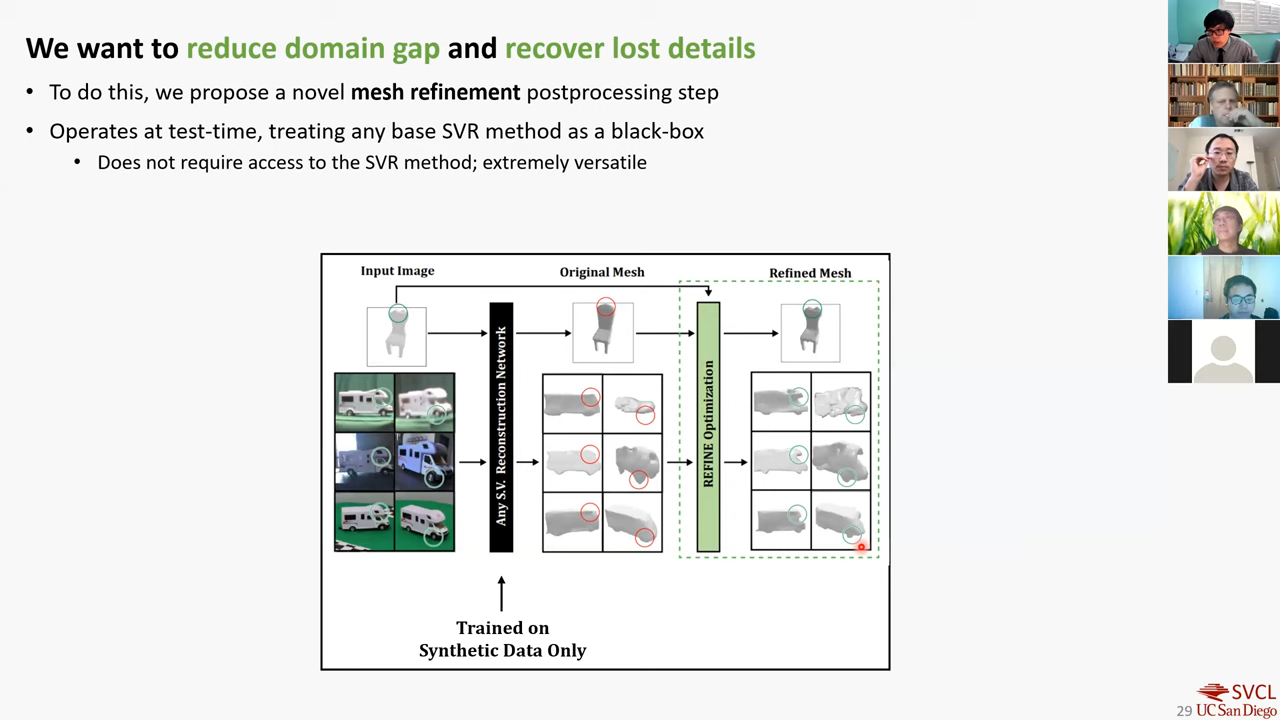 We want to reduce domain gap and recover lost details
• To do this, we propose a novel mesh refinement postprocessing step
• Operates at test-time, treating any base SVR method as a black-box
• Does not require access to the SVR method; extremely versatile
Input Image
Original Mesh
Refined Mesh
Any S.V. Reconstruction Network
REFINE Optimization
Trained on
Synthetic Data Only
SVCL
29 UC San Diego